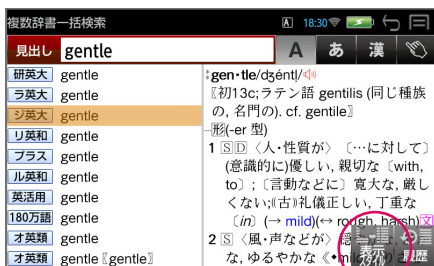 複数辞書一括検索
A 18:30
見出し gentle
A あ 漢
研英大 gentle
ラ英大 gentle
ジ英大 gentle
リ英和 gentle
プラス gentle
ル英和 gentle
英活用 gentle
180万語 gentle
オ英類 gentle
オ英類 gentle〖gentle〗
gen・tle/dʒéntl/
〖初13c;ラテン語 gentilis (同じ種族
の, 名門の). cf. gentile〗
─形(-er 型)
1 SD〈人・性質が〉〔…に対して〕
(意識的に)優しい, 親切な〔with,
to〕;〔言動などに〕寛大な, 厳し
くない;《古》礼儀正しい, 丁重な
〔in〕(→ mild)(↔ rough, harsh)文
2 S〈風・声などが〉
な, ゆるやかな《◆mild
表示
履歴